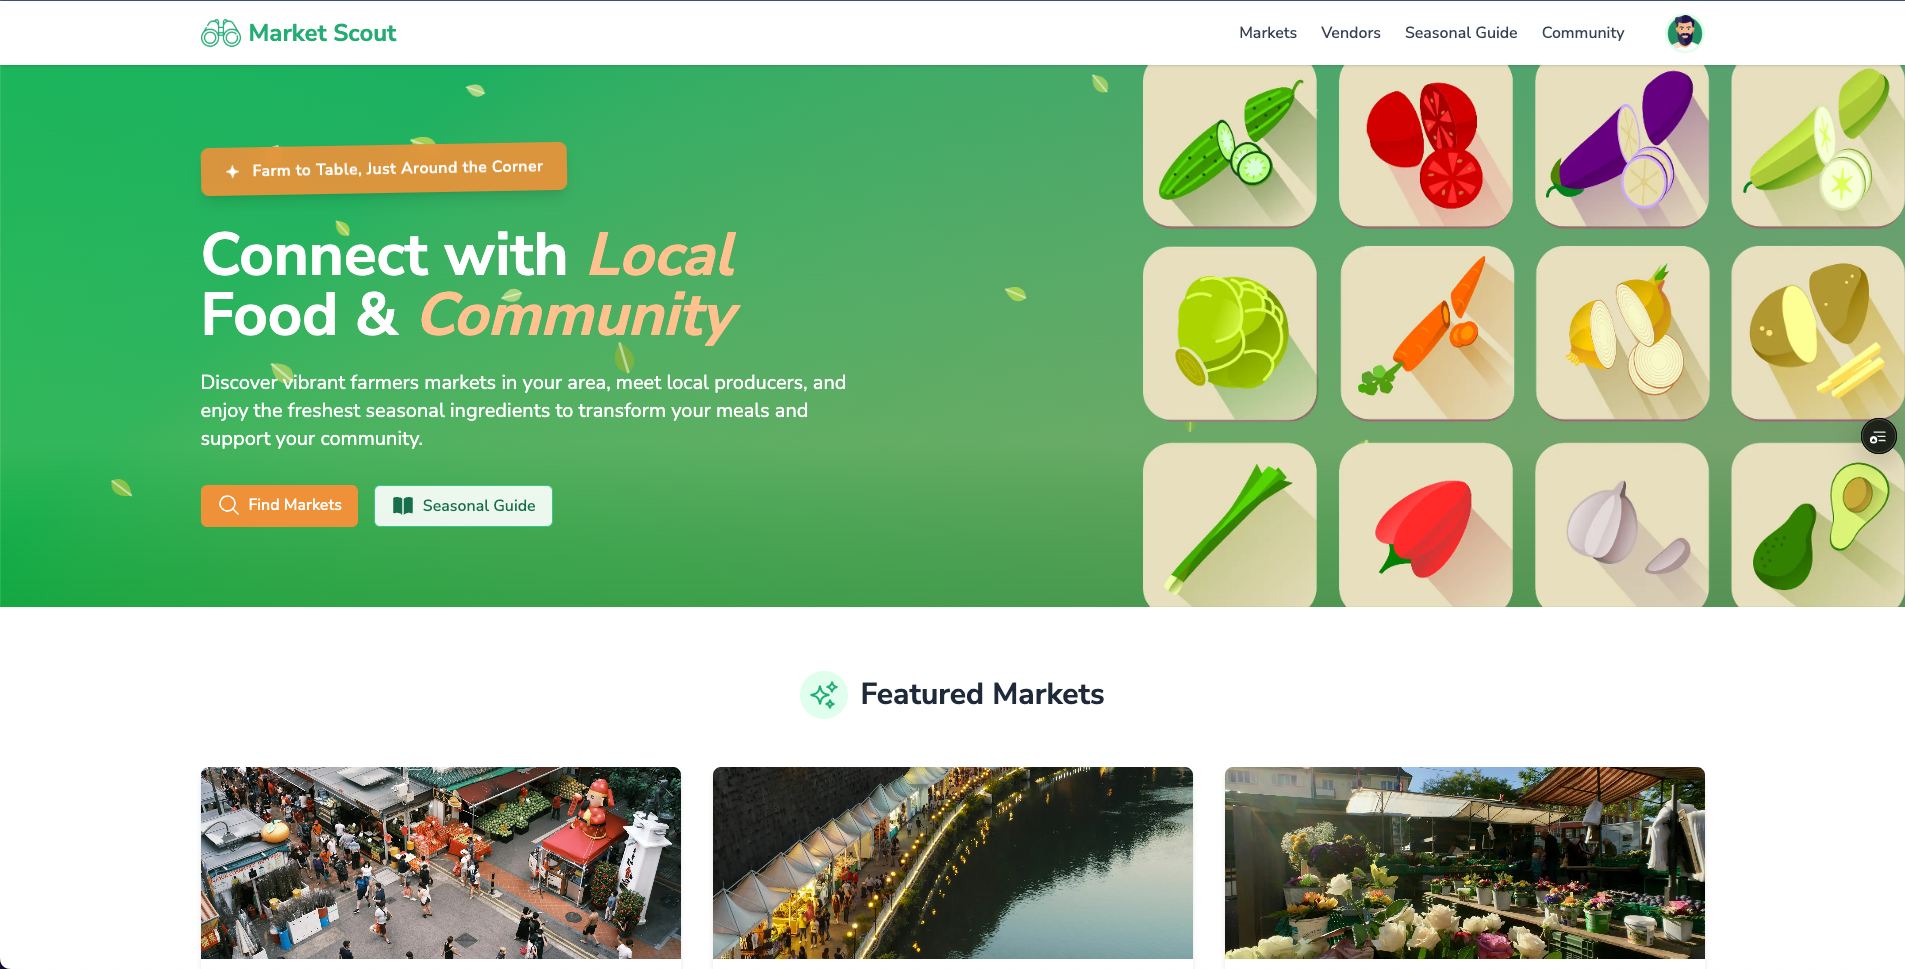 Market Scout
Markets
Vendors
Seasonal Guide
Community
Farm to Table, Just Around the Corner
Connect with Local
Food & Community
Discover vibrant farmers markets in your area, meet local producers, and
enjoy the freshest seasonal ingredients to transform your meals and
support your community.
Find Markets
Seasonal Guide
Featured Markets